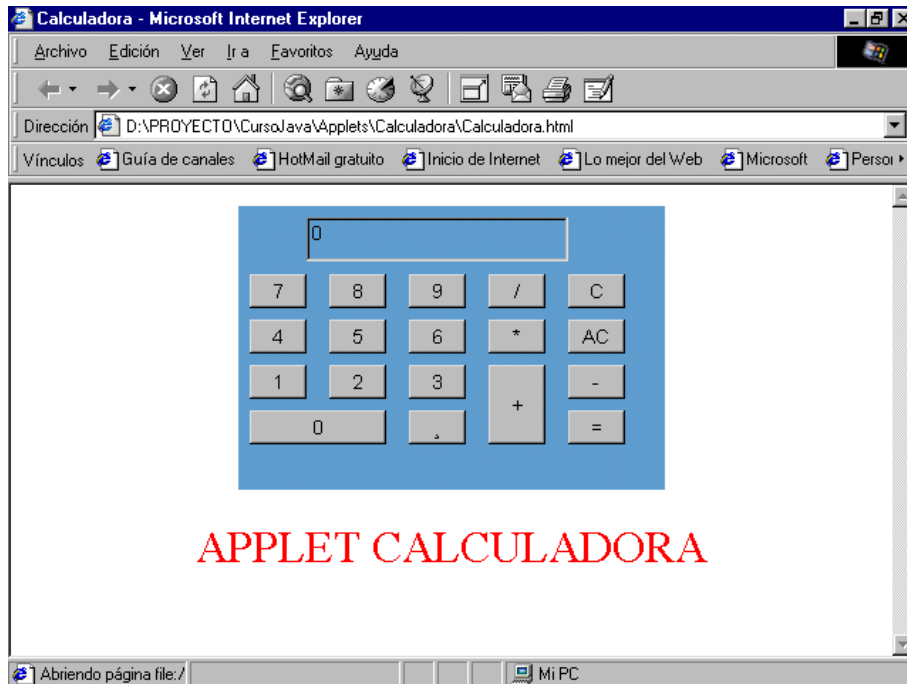 Calculadora - Microsoft Internet Explorer
Archivo Edición Ver Ir a Favoritos Ayuda
Dirección D:\PROYECTO\CursoJava\Applets\Calculadora\Calculadora.html
Vínculos Guía de canales HotMail gratuito Inicio de Internet Lo mejor del Web Microsoft
0
7 8 9 / C
4 5 6 * AC
1 2 3 + -
0 , =
APPLET CALCULADORA
Abriendo página file:/ Mi PC